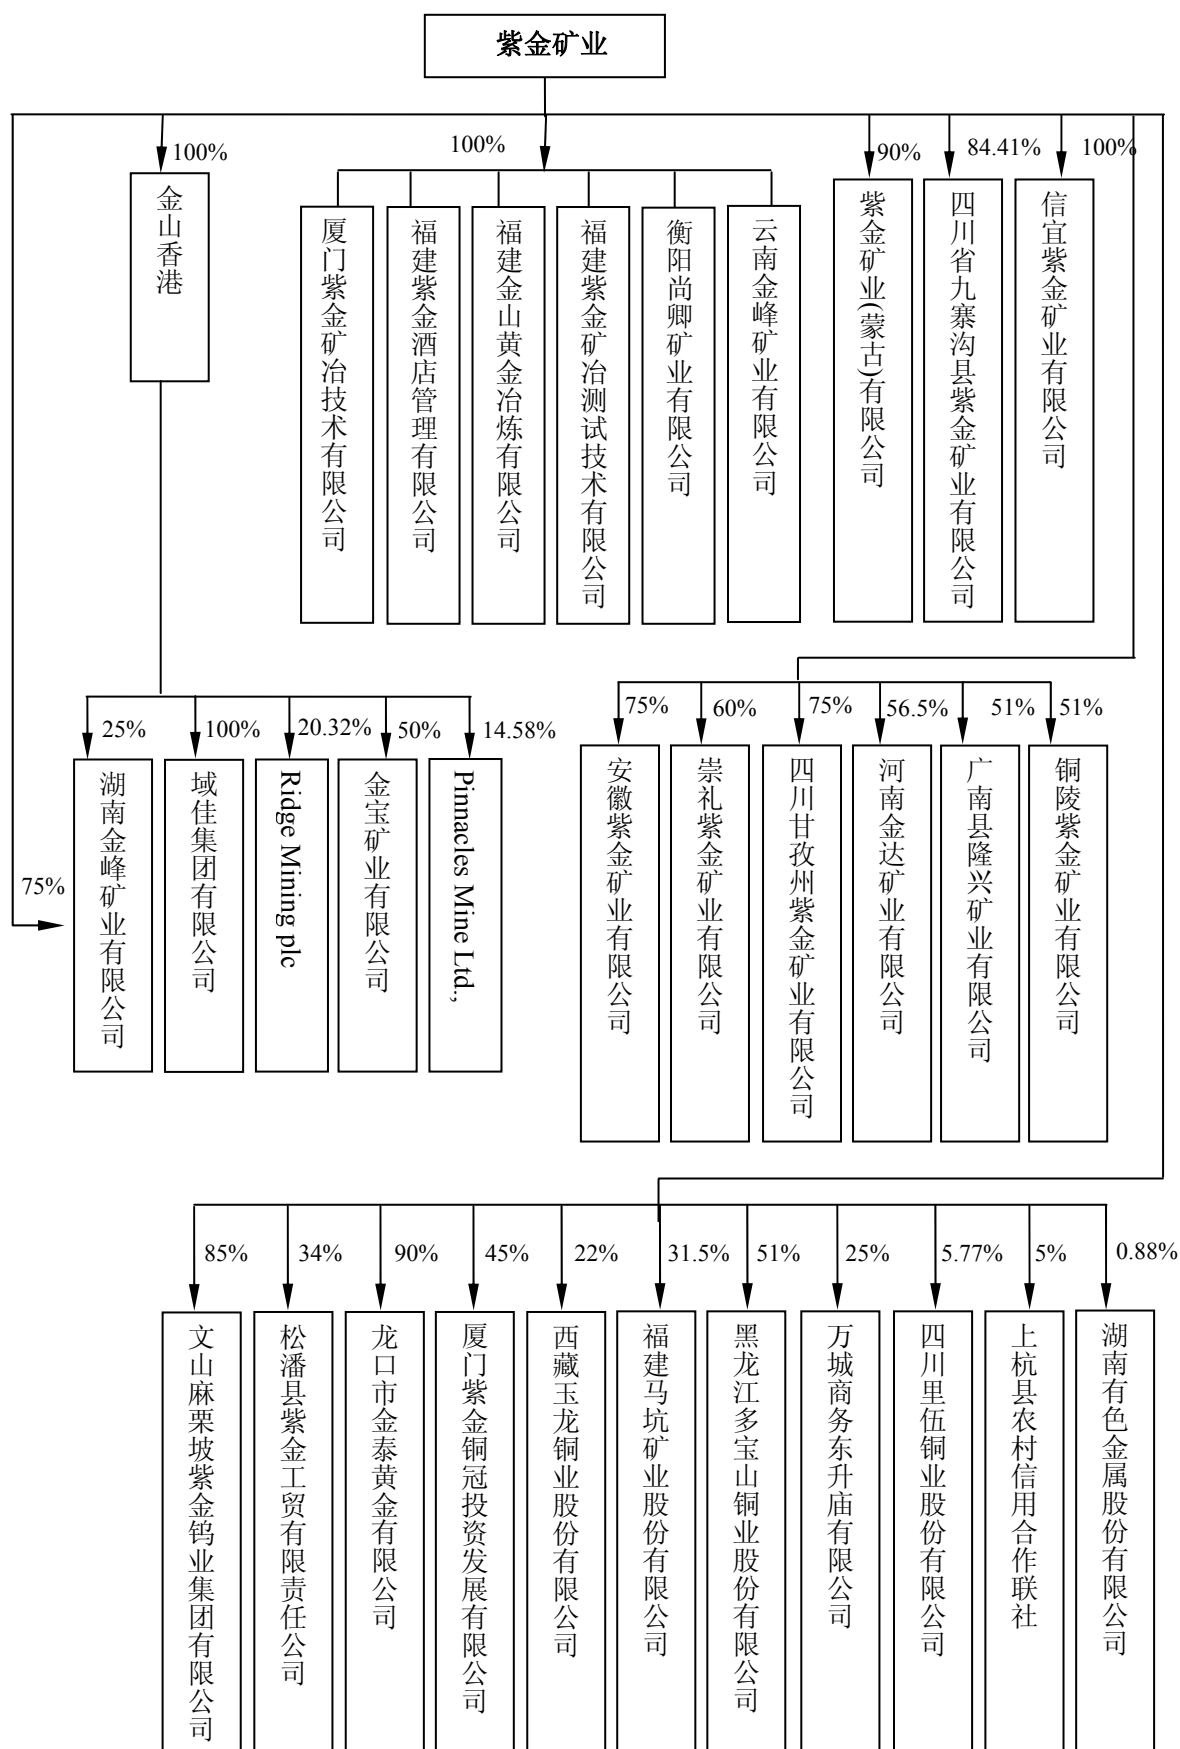 紫金矿业
100%
100%
90%
84.41%
100%
金山香港
厦门紫金矿冶技术有限公司
福建紫金酒店管理有限公司
福建金山黄金冶炼有限公司
福建紫金矿冶测试技术有限公司
衡阳尚卿矿业有限公司
云南金峰矿业有限公司
紫金矿业(蒙古)有限公司
四川省九寨沟县紫金矿业有限公司
信宜紫金矿业有限公司
25%
100%
20.32%
50%
14.58%
75%
湖南金峰矿业有限公司
域佳集团有限公司
Ridge Mining plc
金宝矿业有限公司
Pinnacles Mine Ltd.,
75%
60%
75%
56.5%
51%
51%
安徽紫金矿业有限公司
崇礼紫金矿业有限公司
四川甘孜州紫金矿业有限公司
河南金达矿业有限公司
广南县隆兴矿业有限公司
铜陵紫金矿业有限公司
85%
34%
90%
45%
22%
31.5%
51%
25%
5.77%
5%
0.88%
文山麻栗坡紫金钨业集团有限公司
松潘县紫金工贸有限责任公司
龙口市金泰黄金有限公司
厦门紫金铜冠投资发展有限公司
西藏玉龙铜业股份有限公司
福建马坑矿业股份有限公司
黑龙江多宝山铜业股份有限公司
万城商务东升庙有限公司
四川里伍铜业股份有限公司
上杭县农村信用合作联社
湖南有色金属股份有限公司